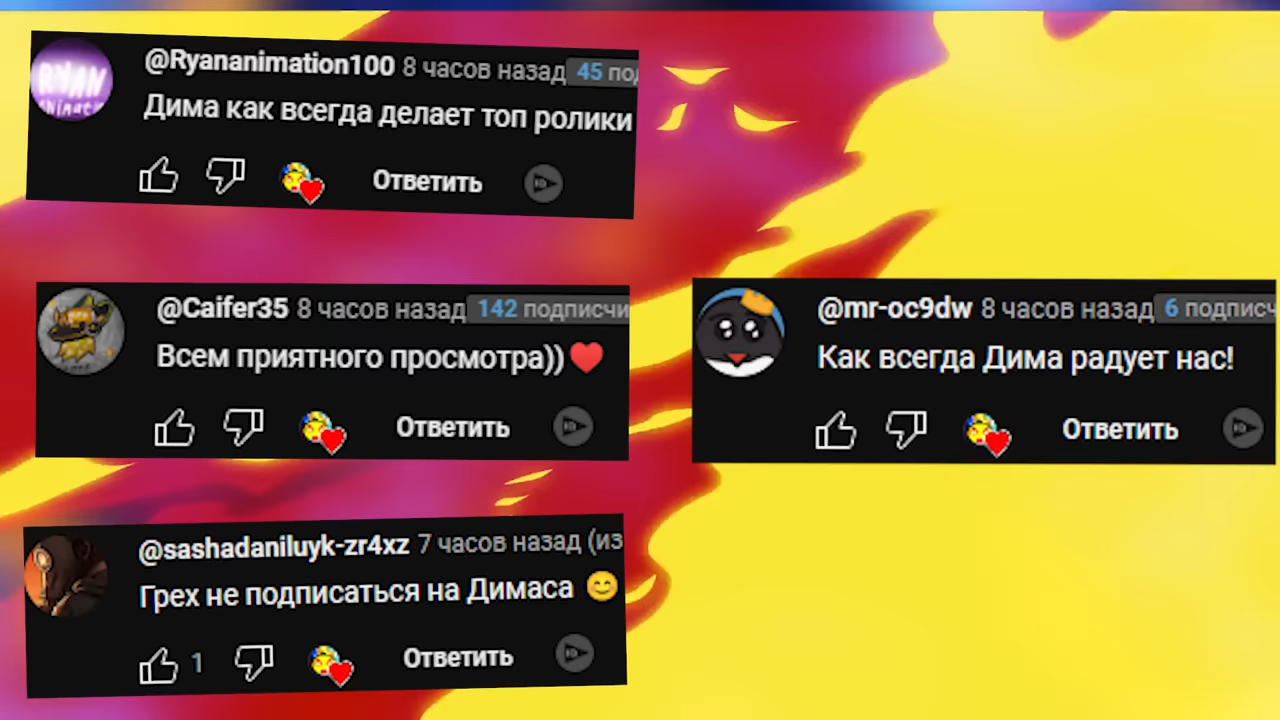 RYAN
@Ryananimation100 8 часов назад 45
Дима как всегда делает топ ролики
Ответить
@Caifer35 8 часов назад 142
Всем приятного просмотра)) ❤️
Ответить
@mr-oc9dw 8 часов назад 6
Как всегда Дима радует нас!
Ответить
@sashadaniluyk-zr4xz 7 часов назад (из
Грех не подписаться на Димаса 😊
1 Ответить